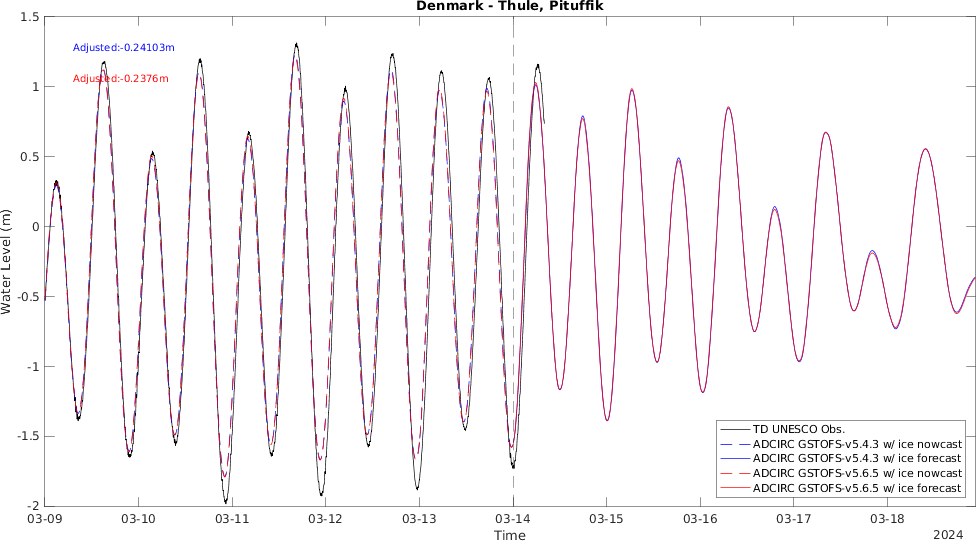 Denmark - Thule, Pituffik
1.5
1
0.5
0
-0.5
-1
-1.5
-2
Water Level (m)
Adjusted:-0.24103m
Adjusted:-0.2376m
TD UNESCO Obs.
ADCIRC GSTOFS-v5.4.3 w/ ice nowcast
ADCIRC GSTOFS-v5.4.3 w/ ice forecast
ADCIRC GSTOFS-v5.6.5 w/ ice nowcast
ADCIRC GSTOFS-v5.6.5 w/ ice forecast
03-09 03-10 03-11 03-12 03-13 03-14 03-15 03-16 03-17 03-18
Time
2024